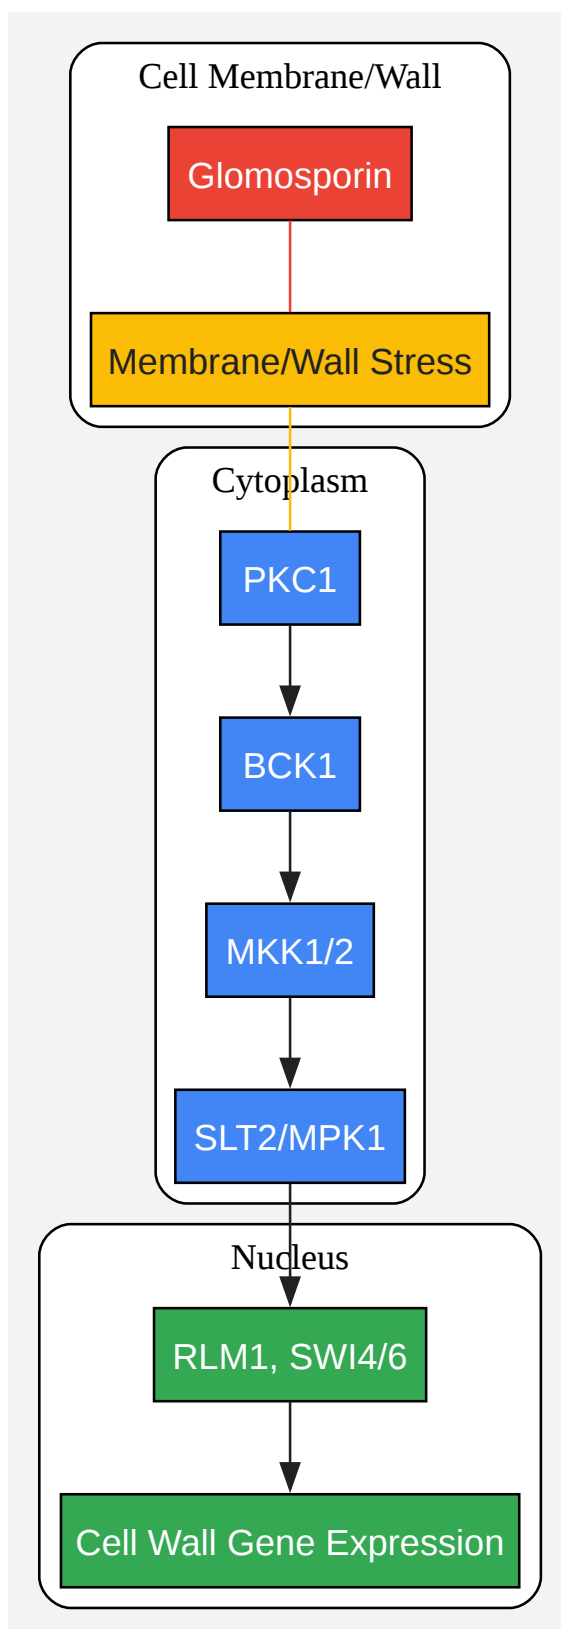 Cell Membrane/Wall
Glomosporin
Membrane/Wall Stress
Cytoplasm
PKC1
BCK1
MKK1/2
SLT2/MPK1
Nucleus
RLM1, SWI4/6
Cell Wall Gene Expression